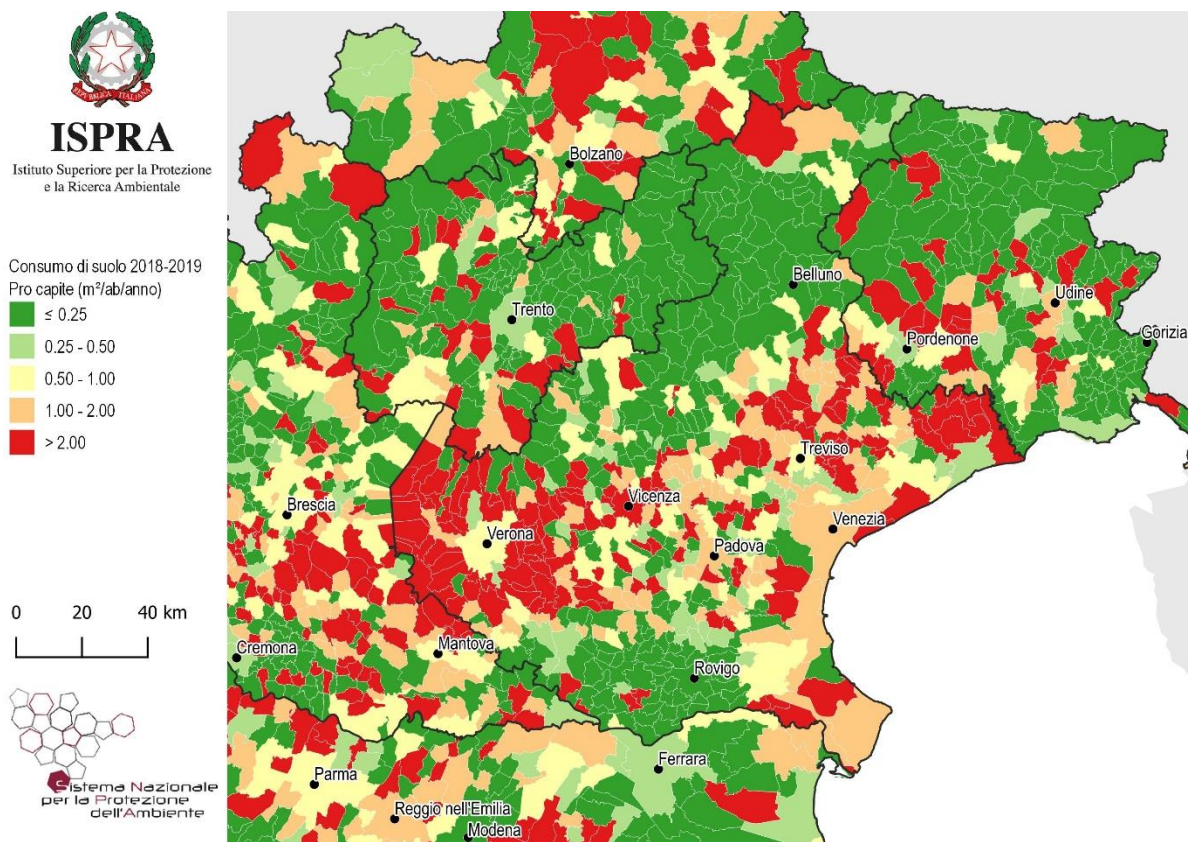 REPVBBLICA ITALIANA
ISPRA
Istituto Superiore per la Protezione
e la Ricerca Ambientale
Consumo di suolo 2018-2019
Pro capite (m²/ab/anno)
≤ 0.25
0.25 - 0.50
0.50 - 1.00
1.00 - 2.00
> 2.00
0 20 40 km
Sistema Nazionale
per la Protezione
dell'Ambiente
Bolzano
Belluno
Udine
Trento
Pordenone
Gorizia
Treviso
Brescia
Vicenza
Venezia
Verona
Padova
Cremona
Mantova
Rovigo
Ferrara
Parma
Reggio nell'Emilia
Modena